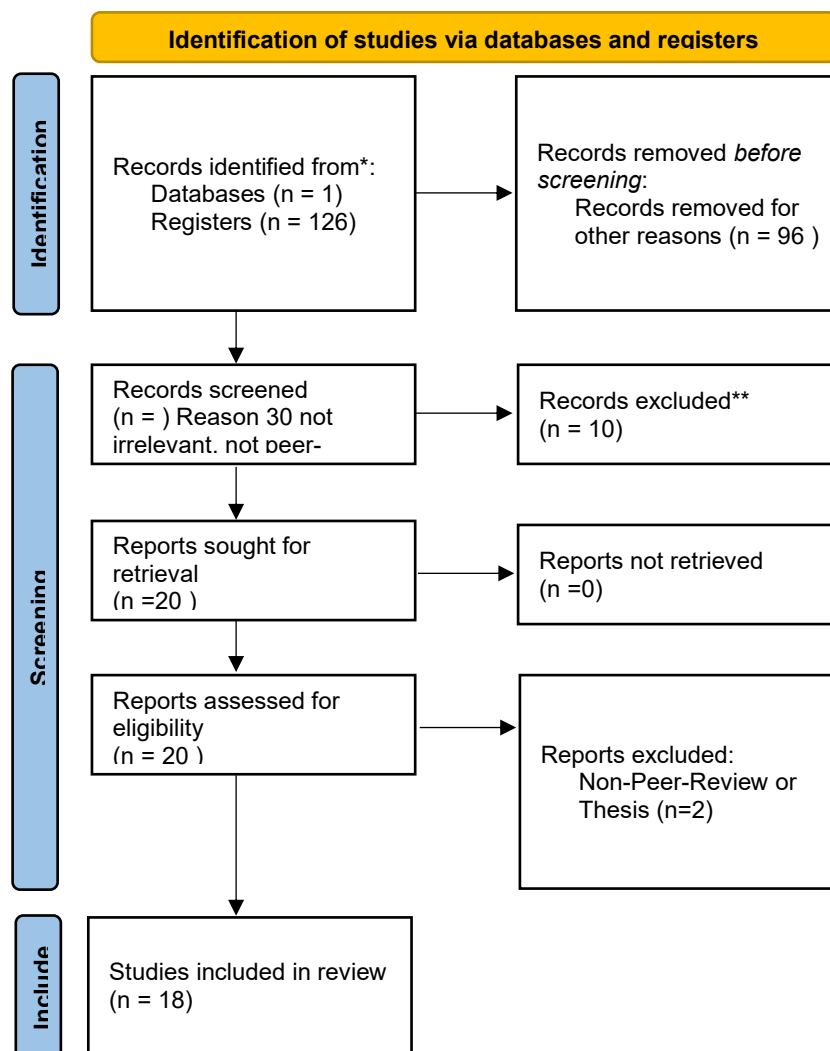 Identification of studies via databases and registers
Identification
Records identified from*:
Databases (n = 1)
Registers (n = 126)
Records removed before
screening:
Records removed for
other reasons (n = 96 )
Screening
Records screened
(n = ) Reason 30 not
irrelevant, not peer-
Records excluded**
(n = 10)
Reports sought for
retrieval
(n =20 )
Reports not retrieved
(n =0)
Reports assessed for
eligibility
(n = 20 )
Reports excluded:
Non-Peer-Review or
Thesis (n=2)
Include
Studies included in review
(n = 18)